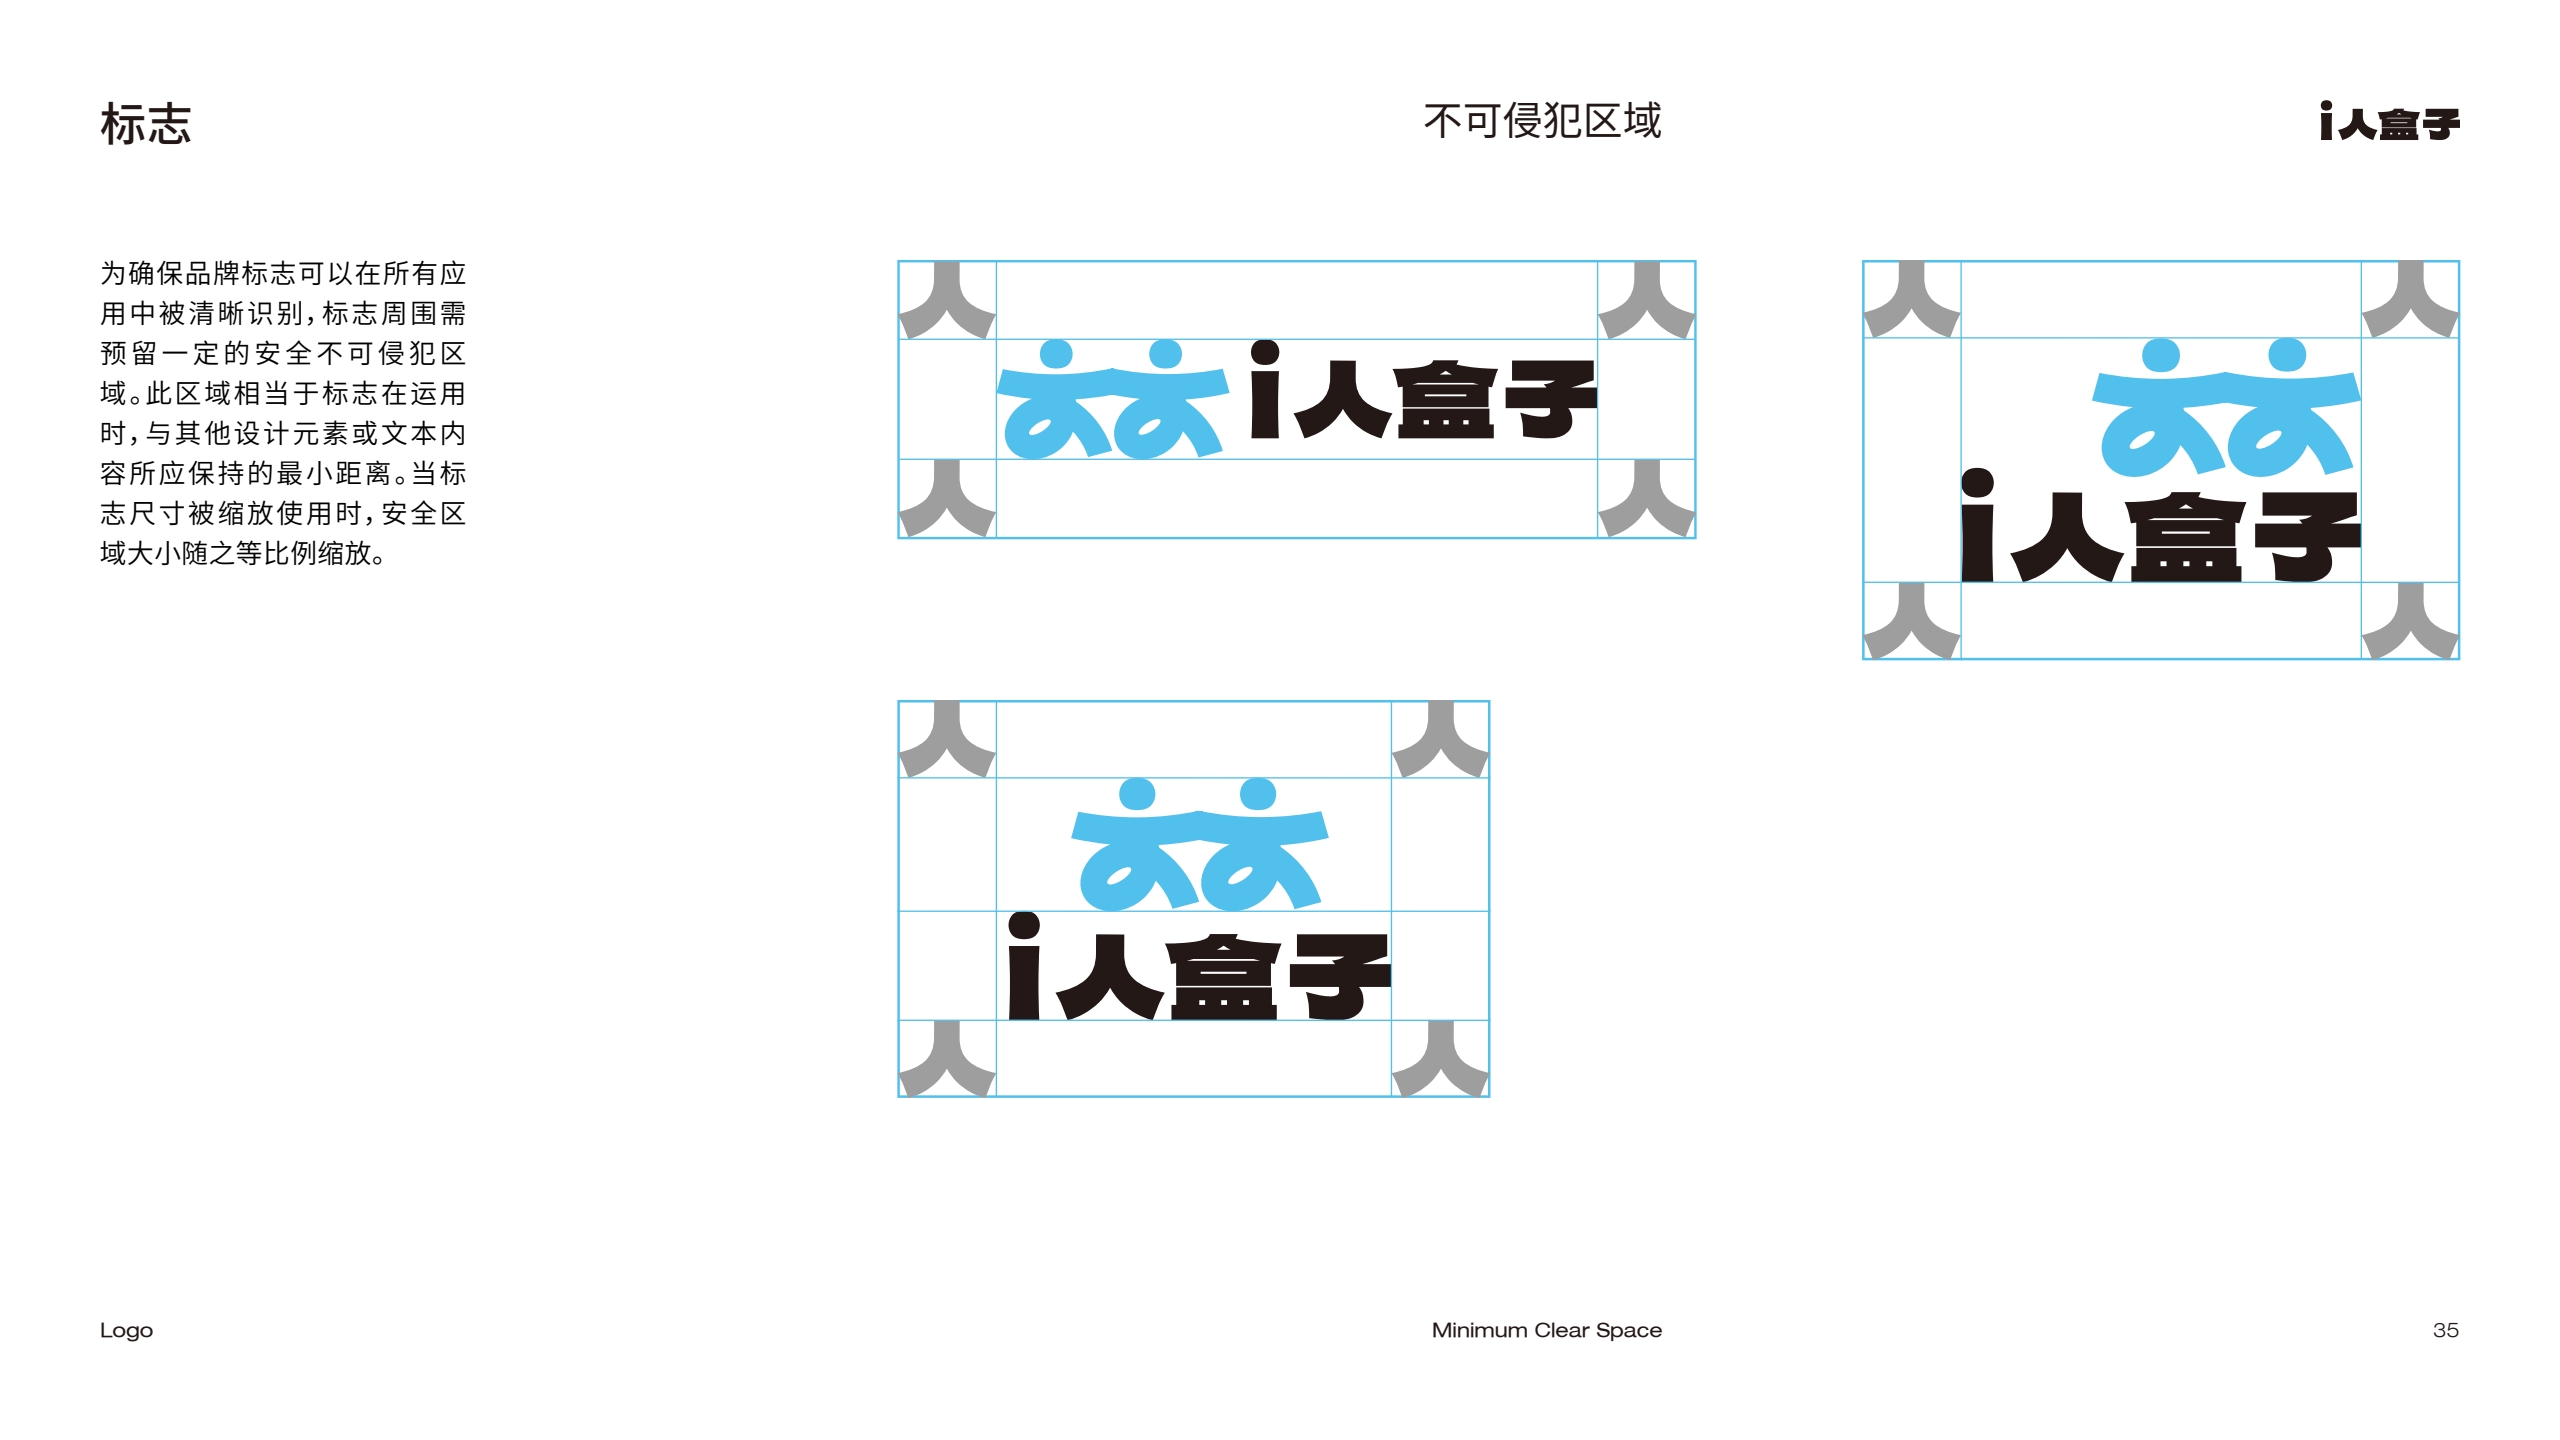 标志
不可侵犯区域
i人盒子
为确保品牌标志可以在所有应
用中被清晰识别，标志周围需
预留一定的安全不可侵犯区
域。此区域相当于标志在运用
时，与其他设计元素或文本内
容所应保持的最小距离。当标
志尺寸被缩放使用时，安全区
域大小随之等比例缩放。
人 人
i人盒子
人 人
人 人
i人盒子
人 人
人 人
i人盒子
人 人
Logo
Minimum Clear Space
35